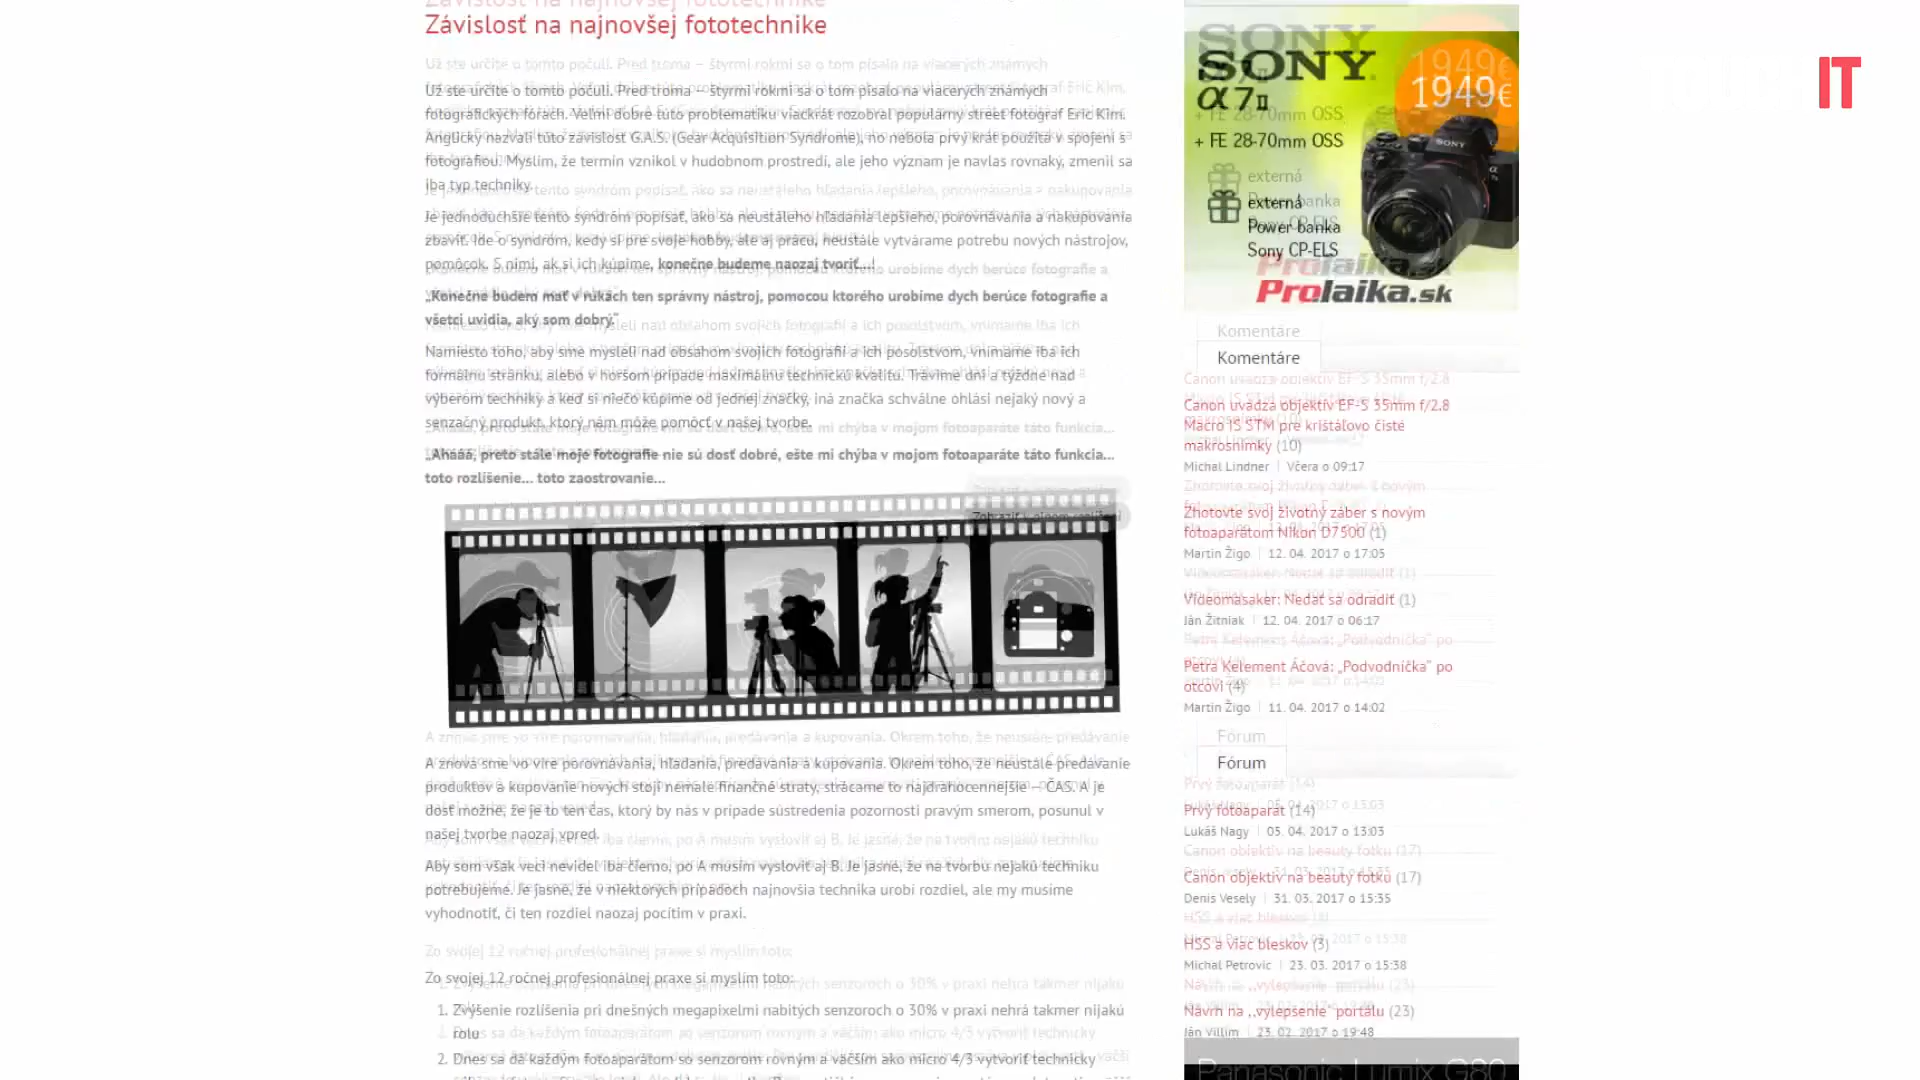 Závislosť na najnovšej fototechnike
Už ste určite o tomto počuli. Pred troma – štyrmi rokmi sa o tom písalo na viacerých známych
fotografických fórach. Veľmi dobre túto problematiku viackrát rozobral populárny street fotograf Eric Kim.
Anglicky nazvali túto závislosť G.A.S. (Gear Acquisition Syndrome), no nebola prvý krát použitá v spojení s
fotografiou. Myslím, že termín vznikol v hudobnom prostredí, ale jeho význam je navlas rovnaký, zmenil sa
iba typ techniky.
Je jednoduchšie tento syndróm popísať, ako sa neustáleho hľadania lepšieho, porovnávania a nakupovania
zbaviť. Ide o syndróm, kedy si pre svoje hobby, ale aj prácu, neustále vytvárame potrebu nových nástrojov,
pomôcok. S nimi, ak si ich kúpime, konečne budeme naozaj tvoriť...!
„Konečne budem mať v rukách ten správny nástroj, pomocou ktorého urobíme dych berúce fotografie a
všetci uvidia, aký som dobrý.“
Namiesto toho, aby sme mysleli nad obsahom svojich fotografií a ich posolstvom, vnímame iba ich
formálnu stránku, alebo v horšom prípade maximálnu technickú kvalitu. Trávime dni a týždne nad
výberom techniky a keď si niečo kúpime od jednej značky, iná značka schválne ohlási nejaký nový a
senzačný produkt, ktorý nám môže pomôcť v našej tvorbe.
„Ahááá, preto stále moje fotografie nie sú dosť dobré, ešte mi chýba v mojom fotoaparáte táto funkcia...
toto rozlíšenie... toto zaostrovanie...
A znova sme vo víre porovnávania, hľadania, predávania a kupovania. Okrem toho, že neustále predávanie
produktov a kupovanie nových stojí nemalé finančné straty, strácame to najdrahocennejšie – ČAS. A je
dosť možné, že je to ten čas, ktorý by nás v prípade sústredenia pozornosti pravým smerom, posunul v
našej tvorbe naozaj vpred.
Aby som však veci nevidel iba čierno, po A musím vysloviť aj B. Je jasné, že na tvorbu nejakú techniku
potrebujeme. Je jasné, že v niektorých prípadoch najnovšia technika urobí rozdiel, ale my musíme
vyhodnotiť, či ten rozdiel naozaj pocítim v praxi.
Zo svojej 12 ročnej profesionálnej praxe si myslím toto:
1. Zvýšenie rozlíšenia pri dnešných megapixelmi nabitých senzoroch o 30% v praxi nehrá takmer nijakú
rolu
2. Dnes sa dá každým fotoaparátom so senzorom rovným a väčším ako micro 4/3 vytvoriť technicky
SONY
α7II
1949€
+ FE 28-70mm OSS
externá
Power banka
Sony CP-ELS
Prolaika.sk
Komentáre
Canon uvádza objektív EF-S 35mm f/2.8
Macro IS STM pre krištáľovo čisté
makrosnímky (10)
Michal Lindner | Včera o 09:17
Zhotovte svoj životný záber s novým
fotoaparátom Nikon D7500 (1)
Martin Žigo | 12. 04. 2017 o 17:05
Videomasaker: Nedať sa odradiť (1)
Ján Žitniak | 12. 04. 2017 o 06:17
Petra Kelement Áčová: „Podvodníčka“ po
otcovi (4)
Martin Žigo | 11. 04. 2017 o 14:02
Fórum
Prvý fotoaparát (14)
Lukáš Nagy | 05. 04. 2017 o 13:03
Canon objektív na beauty fotku (17)
Denis Vesely | 31. 03. 2017 o 15:35
HSS a viac bleskov (3)
Michal Petrovic | 23. 03. 2017 o 15:38
Návrh na ,,vylepšenie" portálu (23)
Ján Villim | 23. 02. 2017 o 19:48
Panasonic Lumix G80
IT